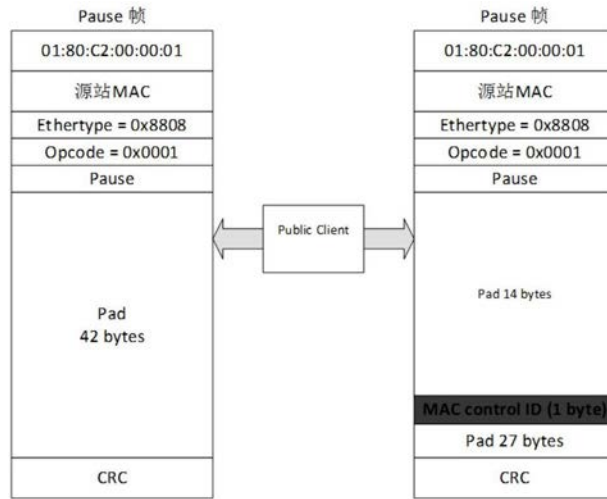 Pause 帧
01:80:C2:00:00:01
源站MAC
Ethertype = 0x8808
Opcode = 0x0001
Pause
Pad
42 bytes
CRC
Public Client
Pause 帧
01:80:C2:00:00:01
源站MAC
Ethertype = 0x8808
Opcode = 0x0001
Pause
Pad 14 bytes
MAC control ID (1 byte)
Pad 27 bytes
CRC